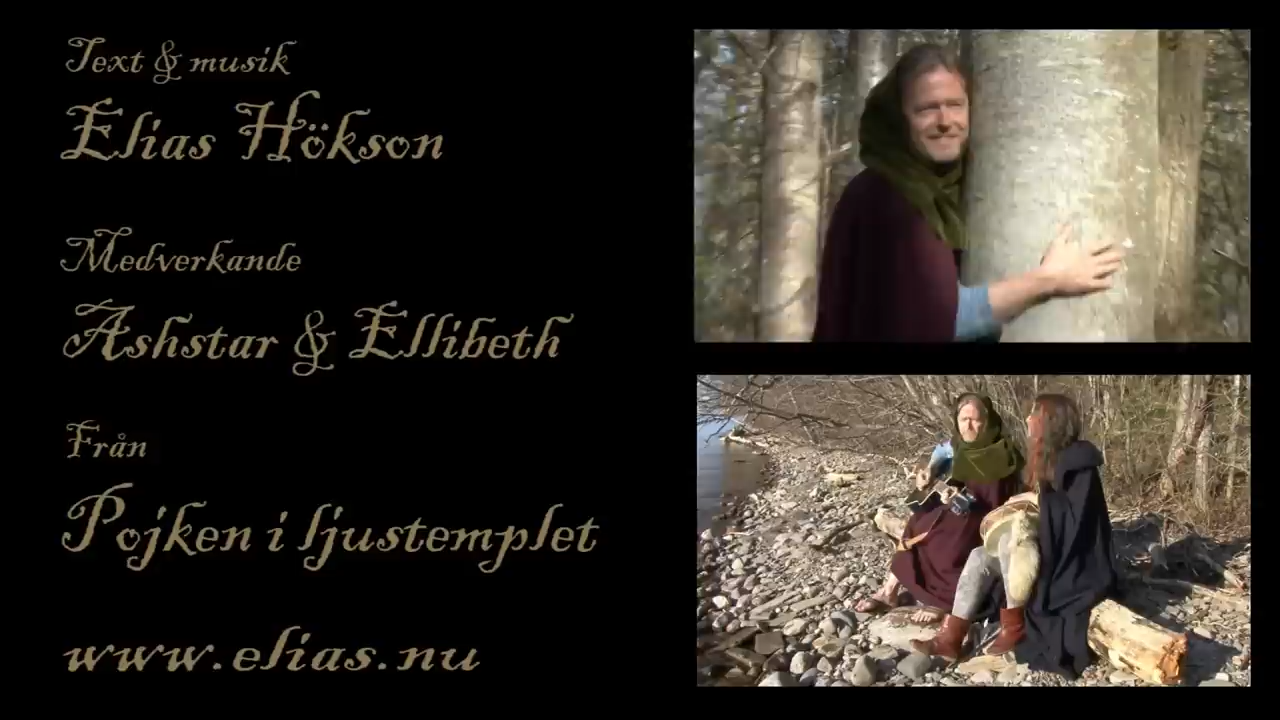 Text & musik
Elias Hökson
Medverkande
Ashstar & Ellibeth
Från
Pojken i ljustemplet
www.elias.nu